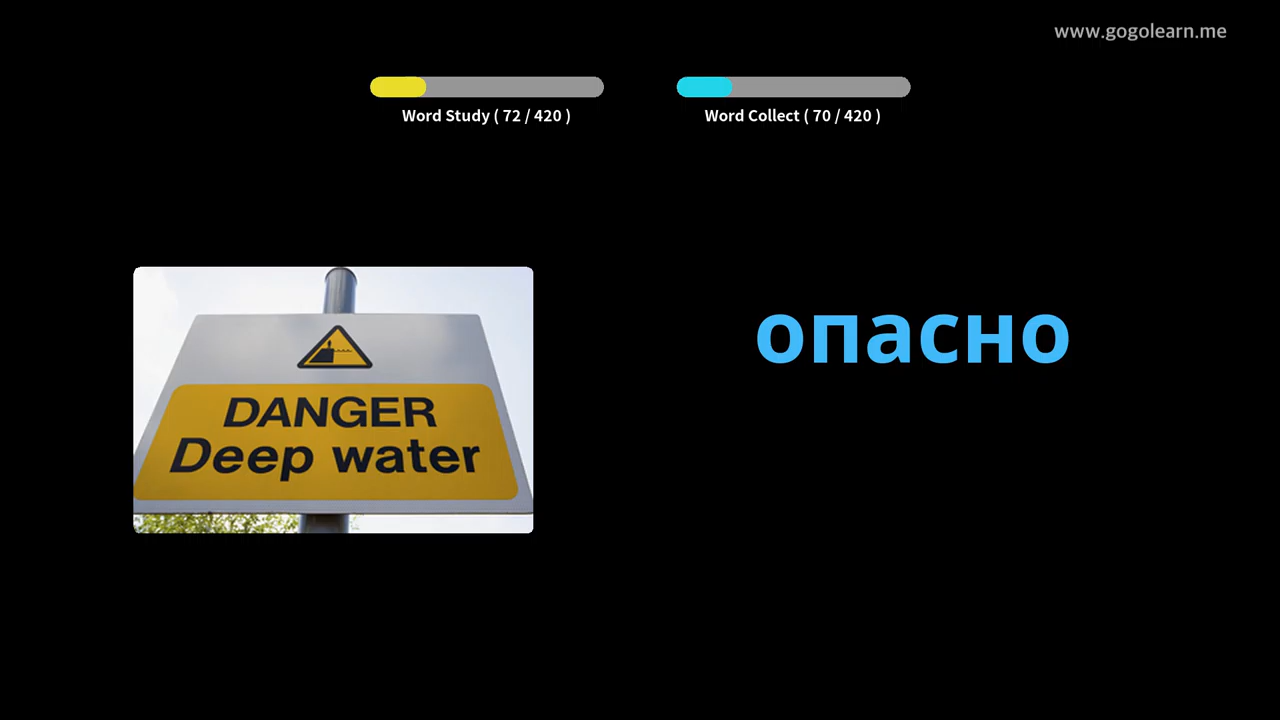 www.gogolearn.me
Word Study ( 72 / 420 )
Word Collect ( 70 / 420 )
DANGER
Deep water
опасно